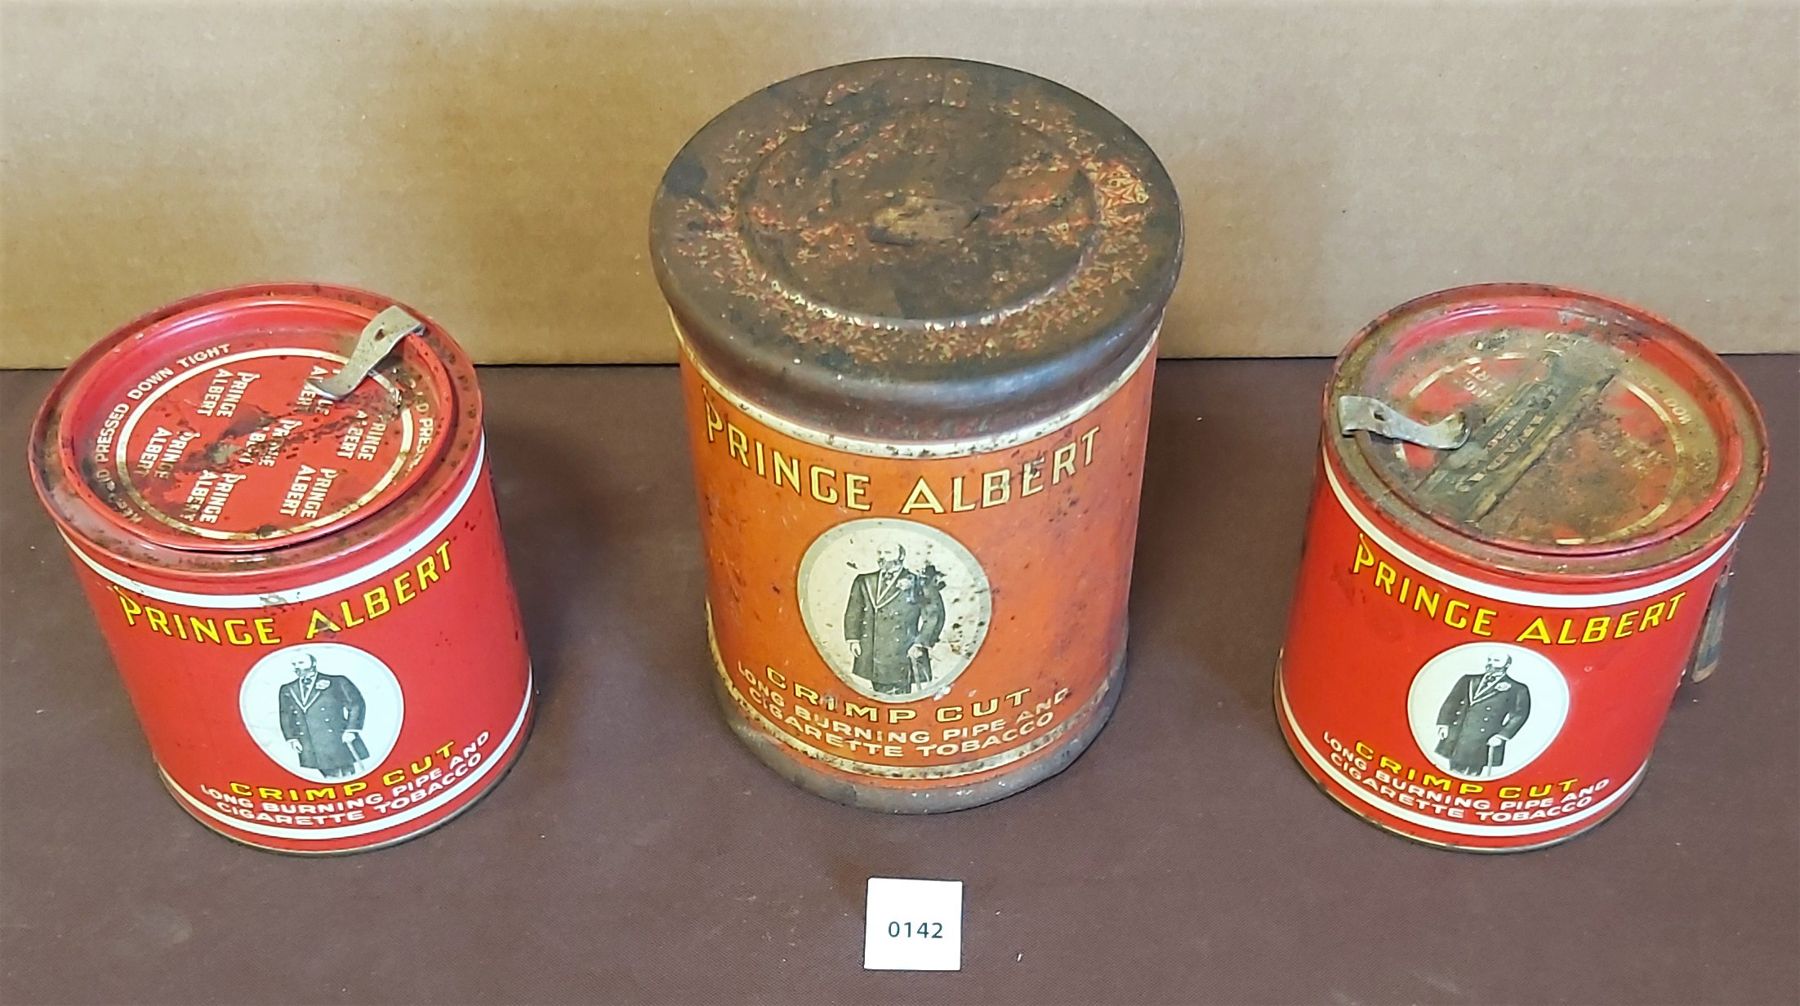 PRESSED DOWN TIGHT
PRINCE ALBERT
PRINCE ALBERT
PRINCE ALBERT
PRINCE ALBERT
PRINCE ALBERT
PRINCE ALBERT
CRIMP CUT
LONG BURNING PIPE AND
CIGARETTE TOBACCO
PRINCE ALBERT
CRIMP CUT
LONG BURNING PIPE AND
CIGARETTE TOBACCO
PRINCE ALBERT
CRIMP CUT
LONG BURNING PIPE AND
CIGARETTE TOBACCO
0142